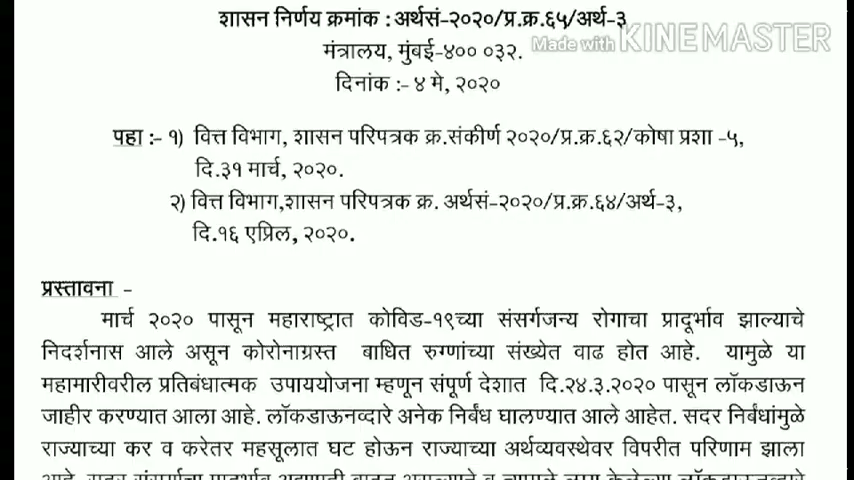 शासन निर्णय क्रमांक : अर्थसं-२०२०/प्र.क्र.६५/अर्थ-३
Made with KINEMASTER
मंत्रालय, मुंबई-४०० ०३२.
दिनांक :- ४ मे, २०२०
पहा :- १) वित्त विभाग, शासन परिपत्रक क्र.संकीर्ण २०२०/प्र.क्र.६२/कोषा प्रशा -५,
दि.३१ मार्च, २०२०.
२) वित्त विभाग,शासन परिपत्रक क्र. अर्थसं-२०२०/प्र.क्र.६४/अर्थ-३,
दि.१६ एप्रिल, २०२०.
प्रस्तावना -
मार्च २०२० पासून महाराष्ट्रात कोविड-१९च्या संसर्गजन्य रोगाचा प्रादूर्भाव झाल्याचे
निदर्शनास आले असून कोरोनाग्रस्त बाधित रुग्णांच्या संख्येत वाढ होत आहे. यामुळे या
महामारीवरील प्रतिबंधात्मक उपाययोजना म्हणून संपूर्ण देशात दि.२४.३.२०२० पासून लॉकडाऊन
जाहीर करण्यात आला आहे. लॉकडाऊनव्दारे अनेक निर्बंध घालण्यात आले आहेत. सदर निर्बंधांमुळे
राज्याच्या कर व करेतर महसूलात घट होऊन राज्याच्या अर्थव्यवस्थेवर विपरीत परिणाम झाला